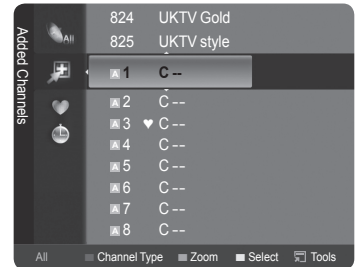 Added Channels
All
824 UKTV Gold
825 UKTV style
A 1 C --
A 2 C --
A 3 ♥ C --
A 4 C --
A 5 C --
A 6 C --
A 7 C --
A 8 C --
All Channel Type Zoom Select Tools